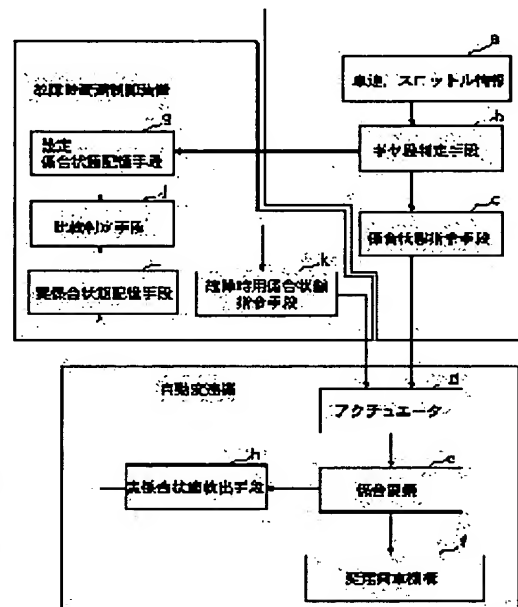 a
車速、スロットル情報
故障時変速制御装置
b
ギヤ段判定手段
g
設定
係合状態記憶手段
c
係合状態指令手段
j
比較判定手段
k
故障時用係合状態
指令手段
i
実係合状態記憶手段
自動変速機
d
アクチュエータ
h
実係合状態検出手段
e
係合要素
f
変速歯車機構